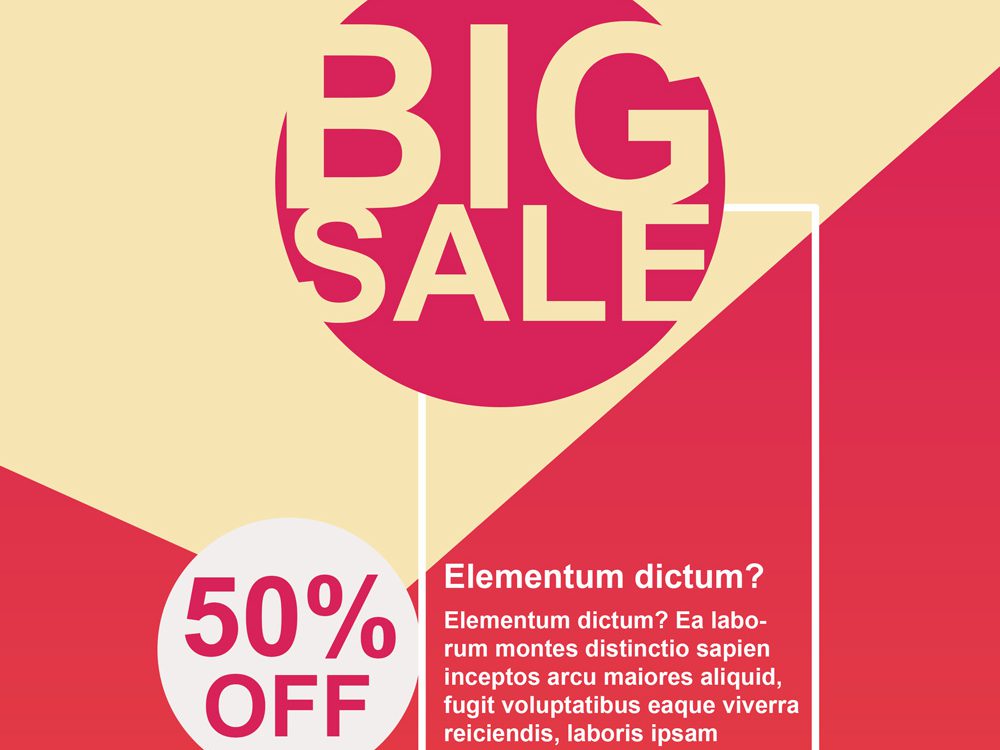 BIG
SALE
50%
OFF
Elementum dictum?
Elementum dictum? Ea labo-
rum montes distinctio sapien
inceptos arcu maiores aliquid,
fugit voluptatibus eaque viverra
reiciendis, laboris ipsam